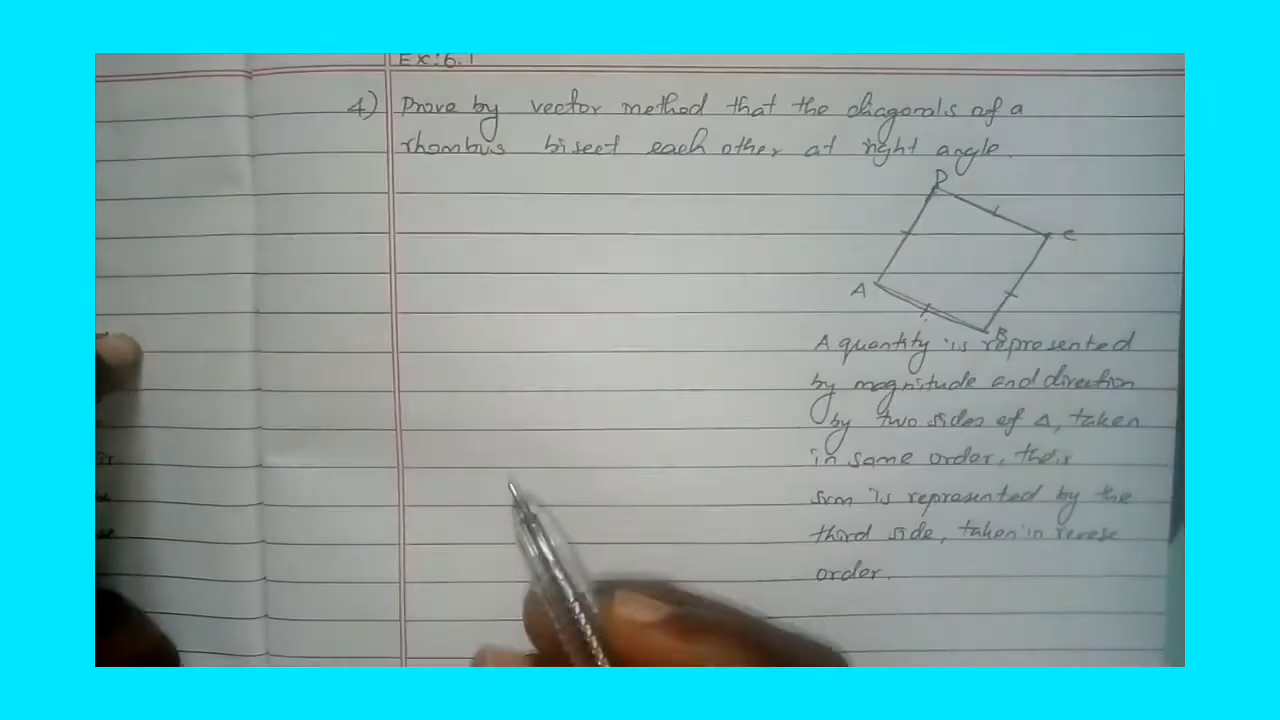 Ex: 6.1
4) Prove by vector method that the diagonals of a
rhombus bisect each other at right angle.
D
C
A
B
A quantity is represented
by magnitude and direction
by two sides of Δ, taken
in same order, their
sum is represented by the
third side, taken in revese
order.